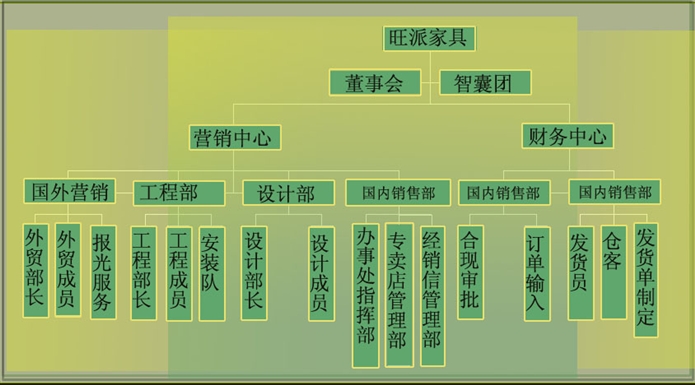 旺派家具
董事会 智囊团
营销中心 财务中心
国外营销 工程部 设计部 国内销售部 国内销售部 国内销售部
外贸部长
外贸成员
报光服务
工程部长
工程成员
安装队
设计部长
设计成员
办事处指挥部
专卖店管理部
经销信管理部
合现审批
订单输入
发货员
仓客
发货单制定